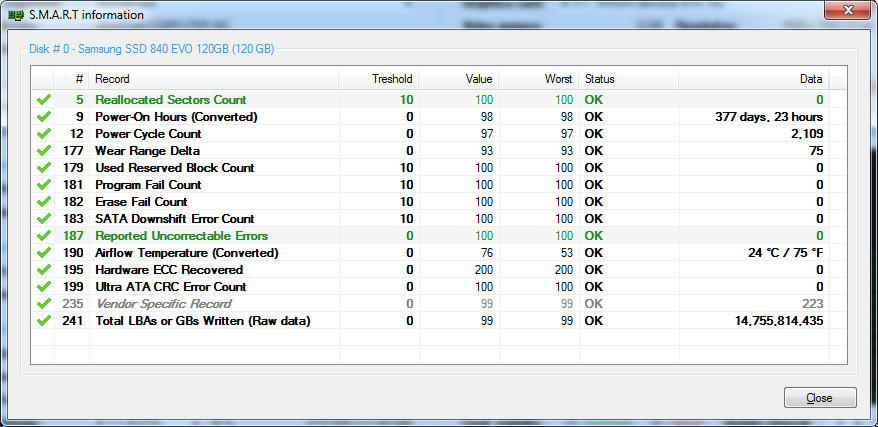 S.M.A.R.T information
Disk # 0 - Samsung SSD 840 EVO 120GB (120 GB)
# Record Treshold Value Worst Status Data
5 Reallocated Sectors Count 10 100 100 OK 0
9 Power-On Hours (Converted) 0 98 98 OK 377 days, 23 hours
12 Power Cycle Count 0 97 97 OK 2,109
177 Wear Range Delta 0 93 93 OK 75
179 Used Reserved Block Count 10 100 100 OK 0
181 Program Fail Count 10 100 100 OK 0
182 Erase Fail Count 10 100 100 OK 0
183 SATA Downshift Error Count 10 100 100 OK 0
187 Reported Uncorrectable Errors 0 100 100 OK 0
190 Airflow Temperature (Converted) 0 76 53 OK 24 °C / 75 °F
195 Hardware ECC Recovered 0 200 200 OK 0
199 Ultra ATA CRC Error Count 0 100 100 OK 0
235 Vendor Specific Record 0 99 99 OK 223
241 Total LBAs or GBs Written (Raw data) 0 99 99 OK 14,755,814,435
Close